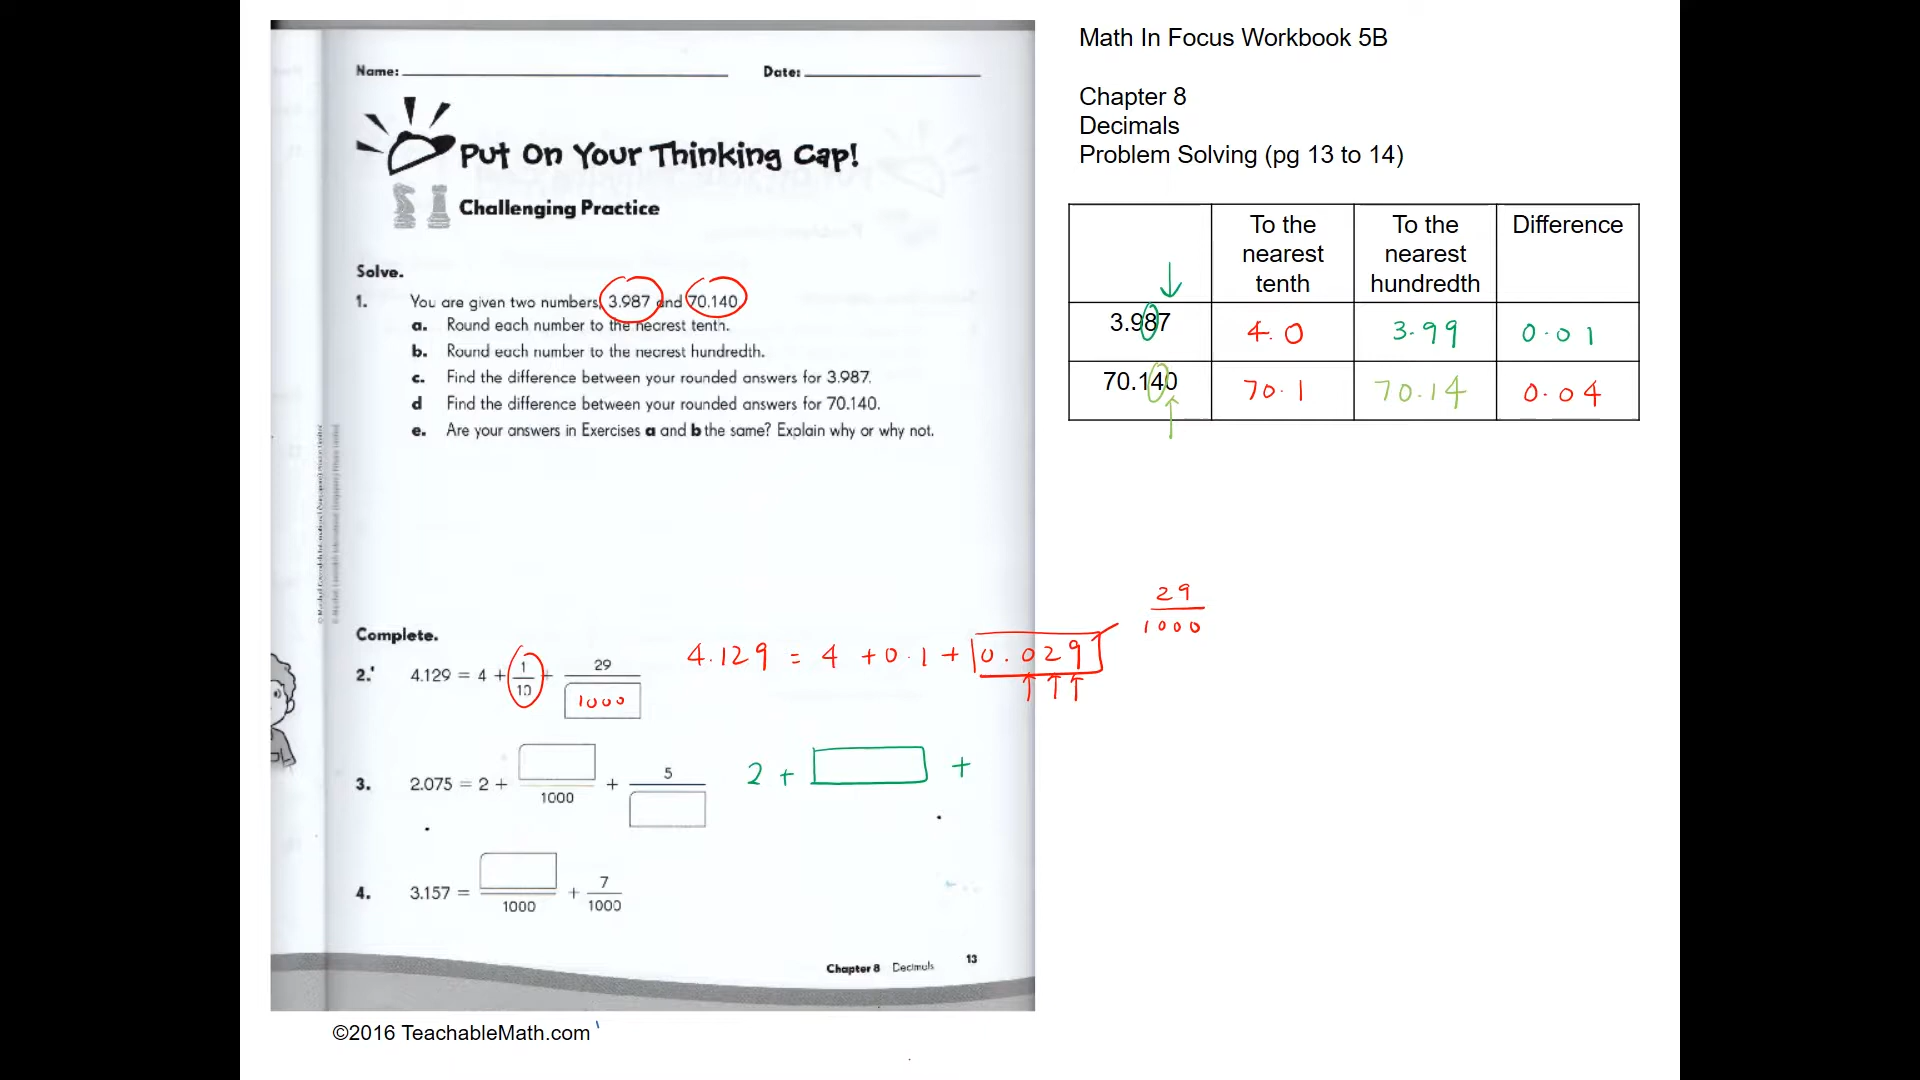 Name:
Date:
Put On Your Thinking Cap!
Challenging Practice
Solve.
1. You are given two numbers, 3.987 and 70.140
a. Round each number to the nearest tenth.
b. Round each number to the nearest hundredth.
c. Find the difference between your rounded answers for 3.987.
d Find the difference between your rounded answers for 70.140.
e. Are your answers in Exercises a and b the same? Explain why or why not.
Complete.
2. 4.129 = 4 + 1/10 + 29/1000
4.129 = 4 + 0.1 + 0.029
29
1000
3. 2.075 = 2 + /1000 + 5/
2 + +
4. 3.157 = /1000 + 7/1000
Chapter 8 Decimals 13
©2016 TeachableMath.com
Math In Focus Workbook 5B
Chapter 8
Decimals
Problem Solving (pg 13 to 14)
To the nearest tenth
To the nearest hundredth
Difference
3.987 4.0 3.99 0.01
70.140 70.1 70.14 0.04